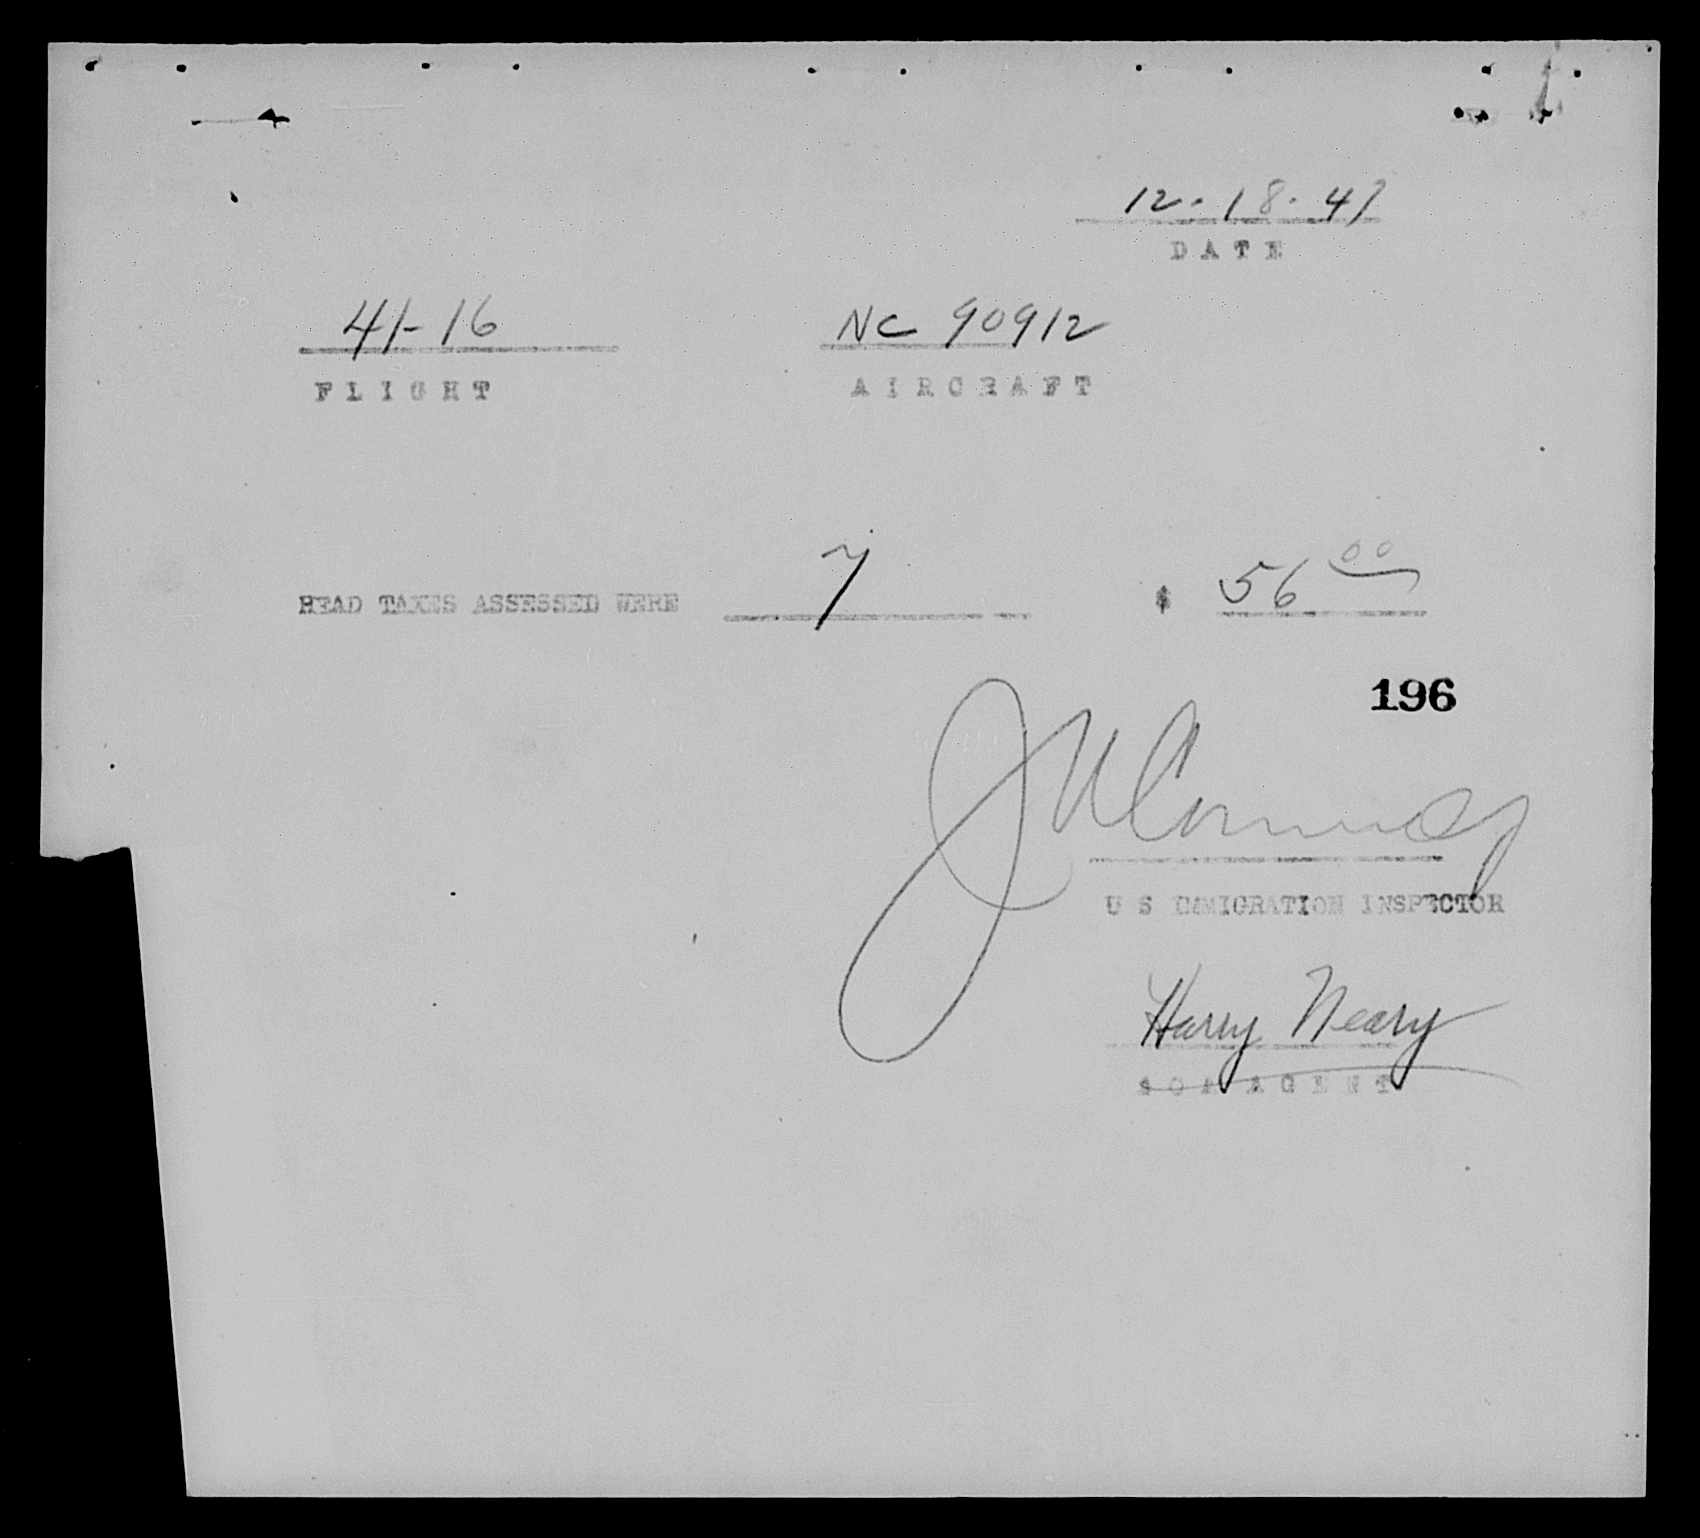 12-18-47
DATE
41-16 NC 90912
FLIGHT AIRCRAFT
HEAD TAXES ASSESSED WERE 7 $ 56 00
196
U S IMMIGRATION INSPECTOR
Harry Neary
AGENT